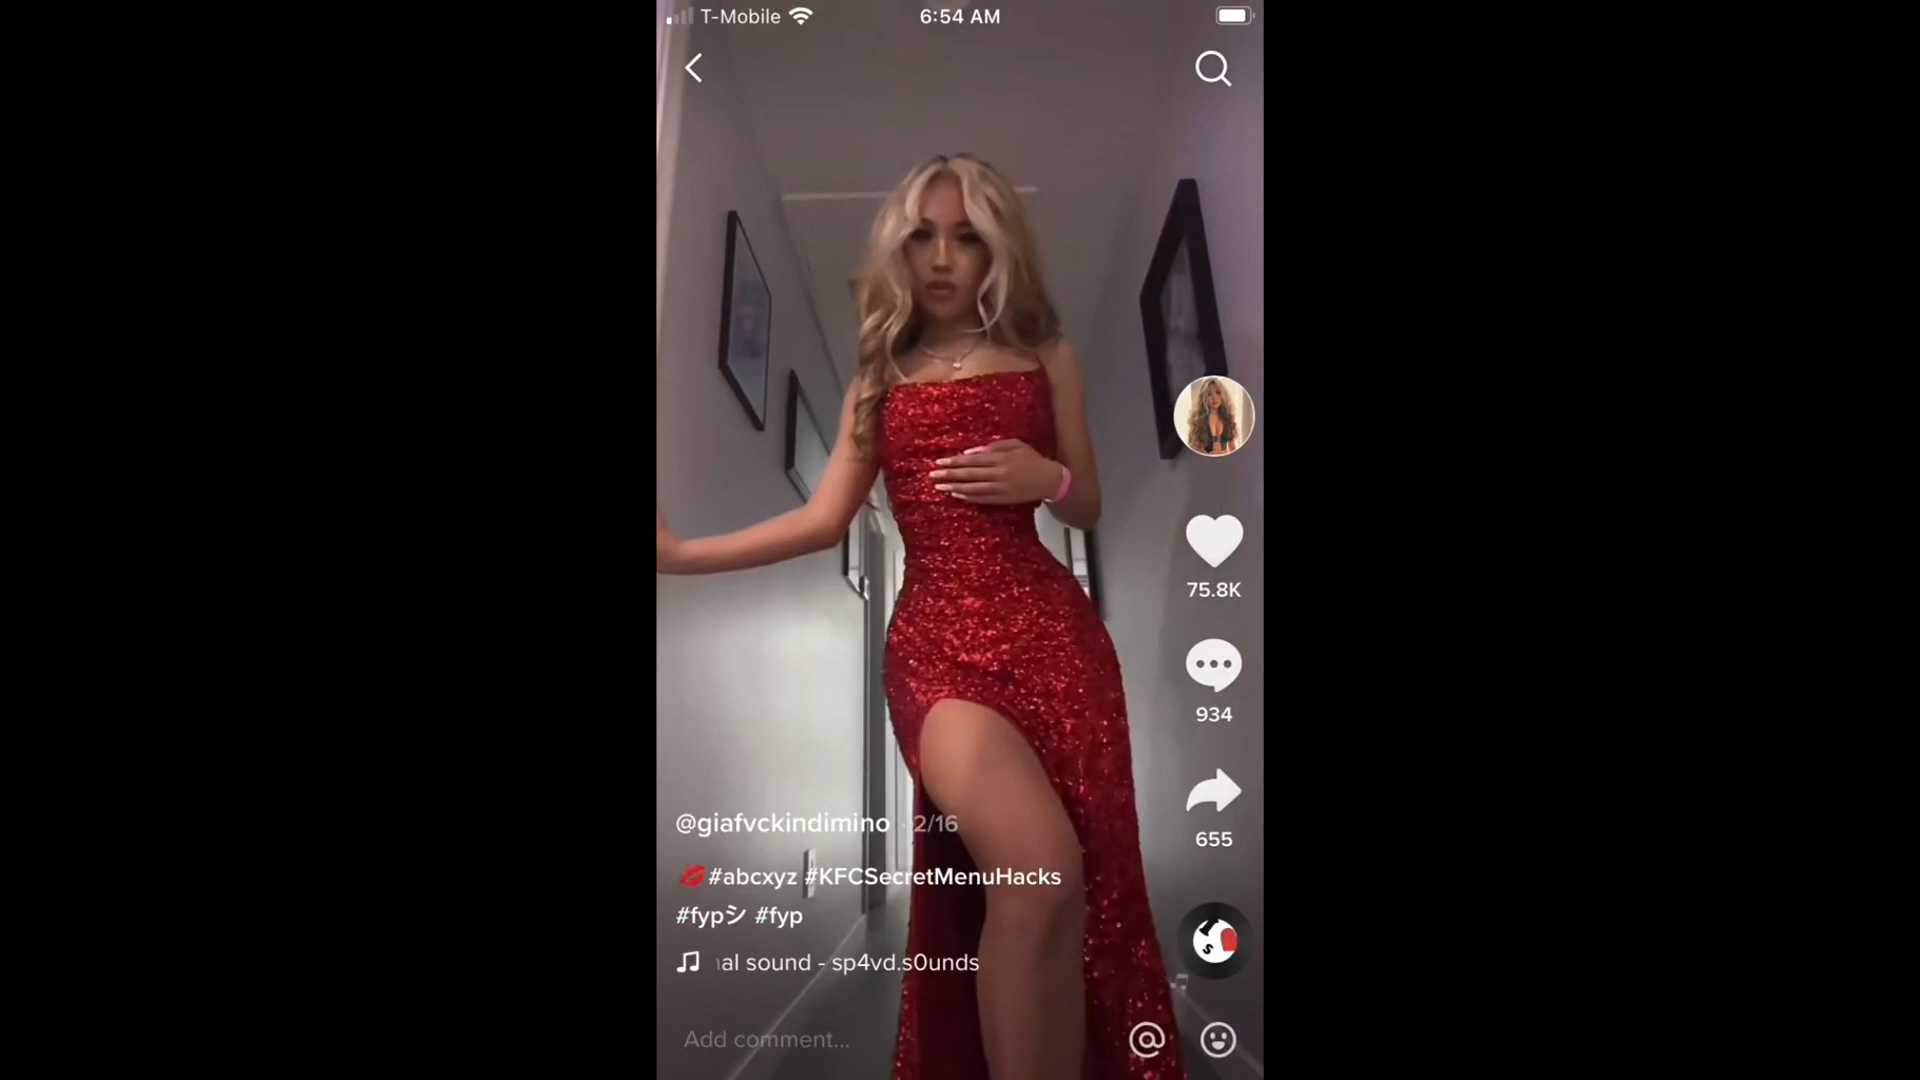 T-Mobile 6:54 AM
75.8K
934
655
@giafvckindimino · 2/16
💋#abcxyz #KFCSecretMenuHacks
#fypシ #fyp
al sound - sp4vd.s0unds
Add comment...